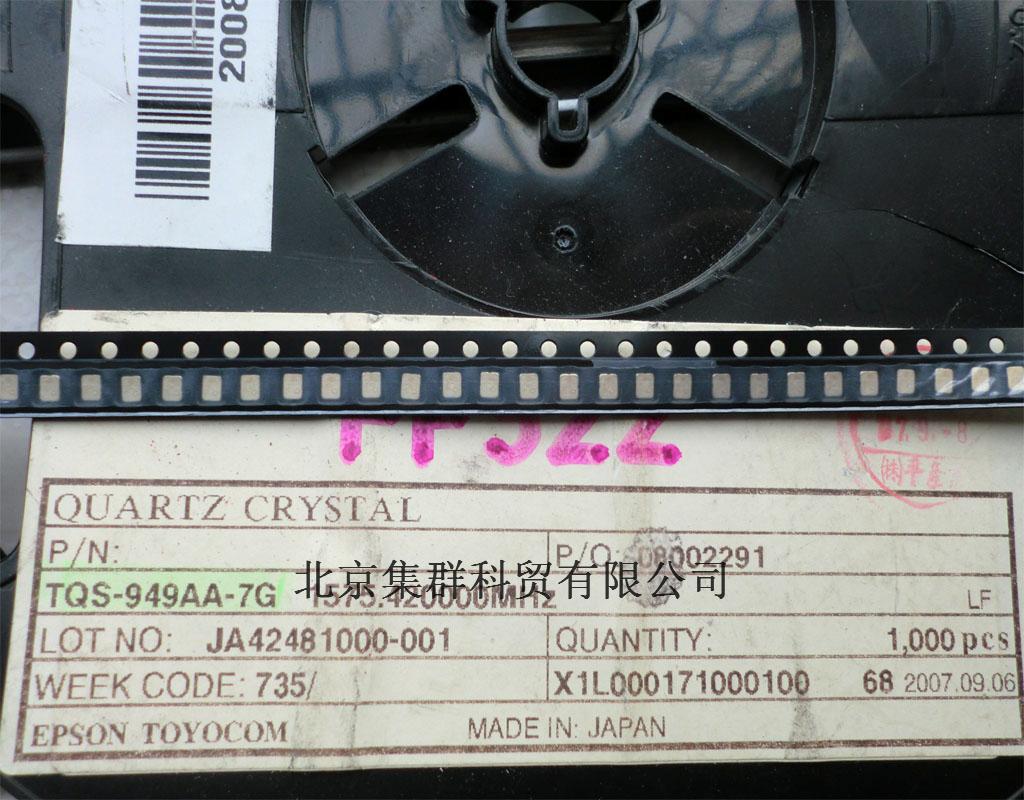 2008
QUARTZ CRYSTAL
P/N:
P/O: 08002291
TQS-949AA-7G 1575.420000MHz
北京集群科贸有限公司
LF
LOT NO: JA42481000-001
QUANTITY: 1,000 pcs
WEEK CODE: 735/
X1L000171000100 68 2007.09.06
EPSON TOYOCOM
MADE IN: JAPAN